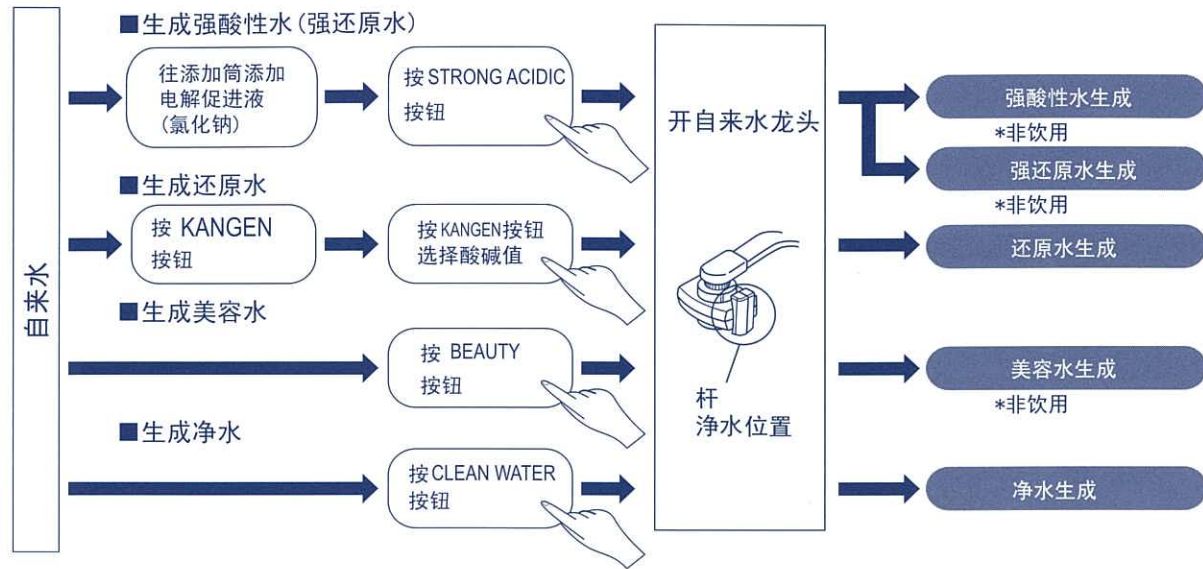 自来水
■生成强酸性水(强还原水)
往添加筒添加
电解促进液
(氯化钠)
按 STRONG ACIDIC
按钮
■生成还原水
按 KANGEN
按钮
按KANGEN按钮
选择酸碱值
■生成美容水
按 BEAUTY
按钮
■生成净水
按CLEAN WATER
按钮
开自来水龙头
杆
浄水位置
强酸性水生成
*非饮用
强还原水生成
*非饮用
还原水生成
美容水生成
*非饮用
净水生成